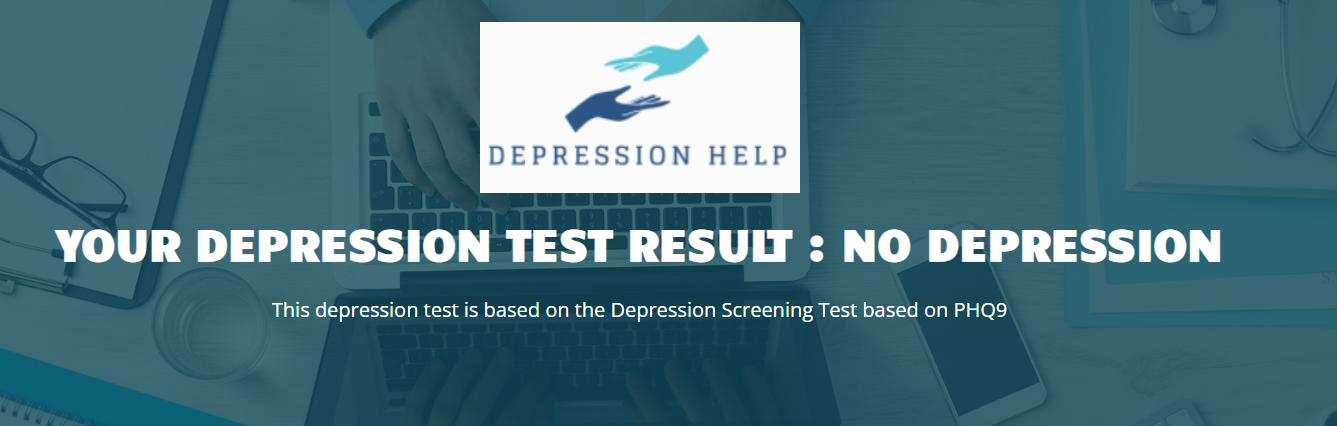 DEPRESSION HELP
YOUR DEPRESSION TEST RESULT : NO DEPRESSION
This depression test is based on the Depression Screening Test based on PHQ9